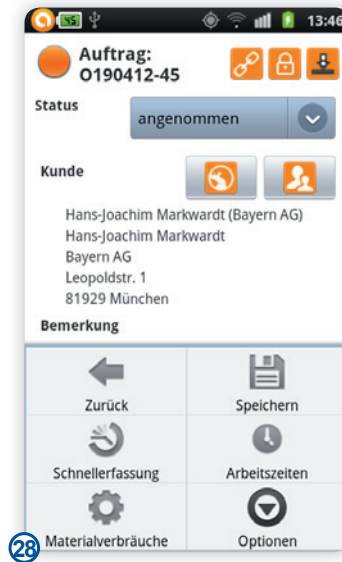 45 13:46
Auftrag:
O190412-45
Status
angenommen
Kunde
Hans-Joachim Markwardt (Bayern AG)
Hans-Joachim Markwardt
Bayern AG
Leopoldstr. 1
81929 München
Bemerkung
Zurück Speichern
Schnellerfassung Arbeitszeiten
Materialverbräuche Optionen
28